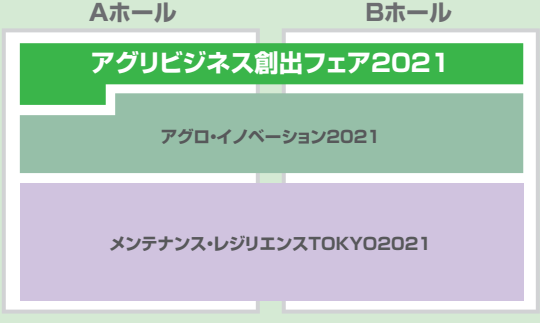 Aホール
Bホール
アグリビジネス創出フェア2021
アグロ・イノベーション2021
メンテナンス・レジリエンスTOKYO2021